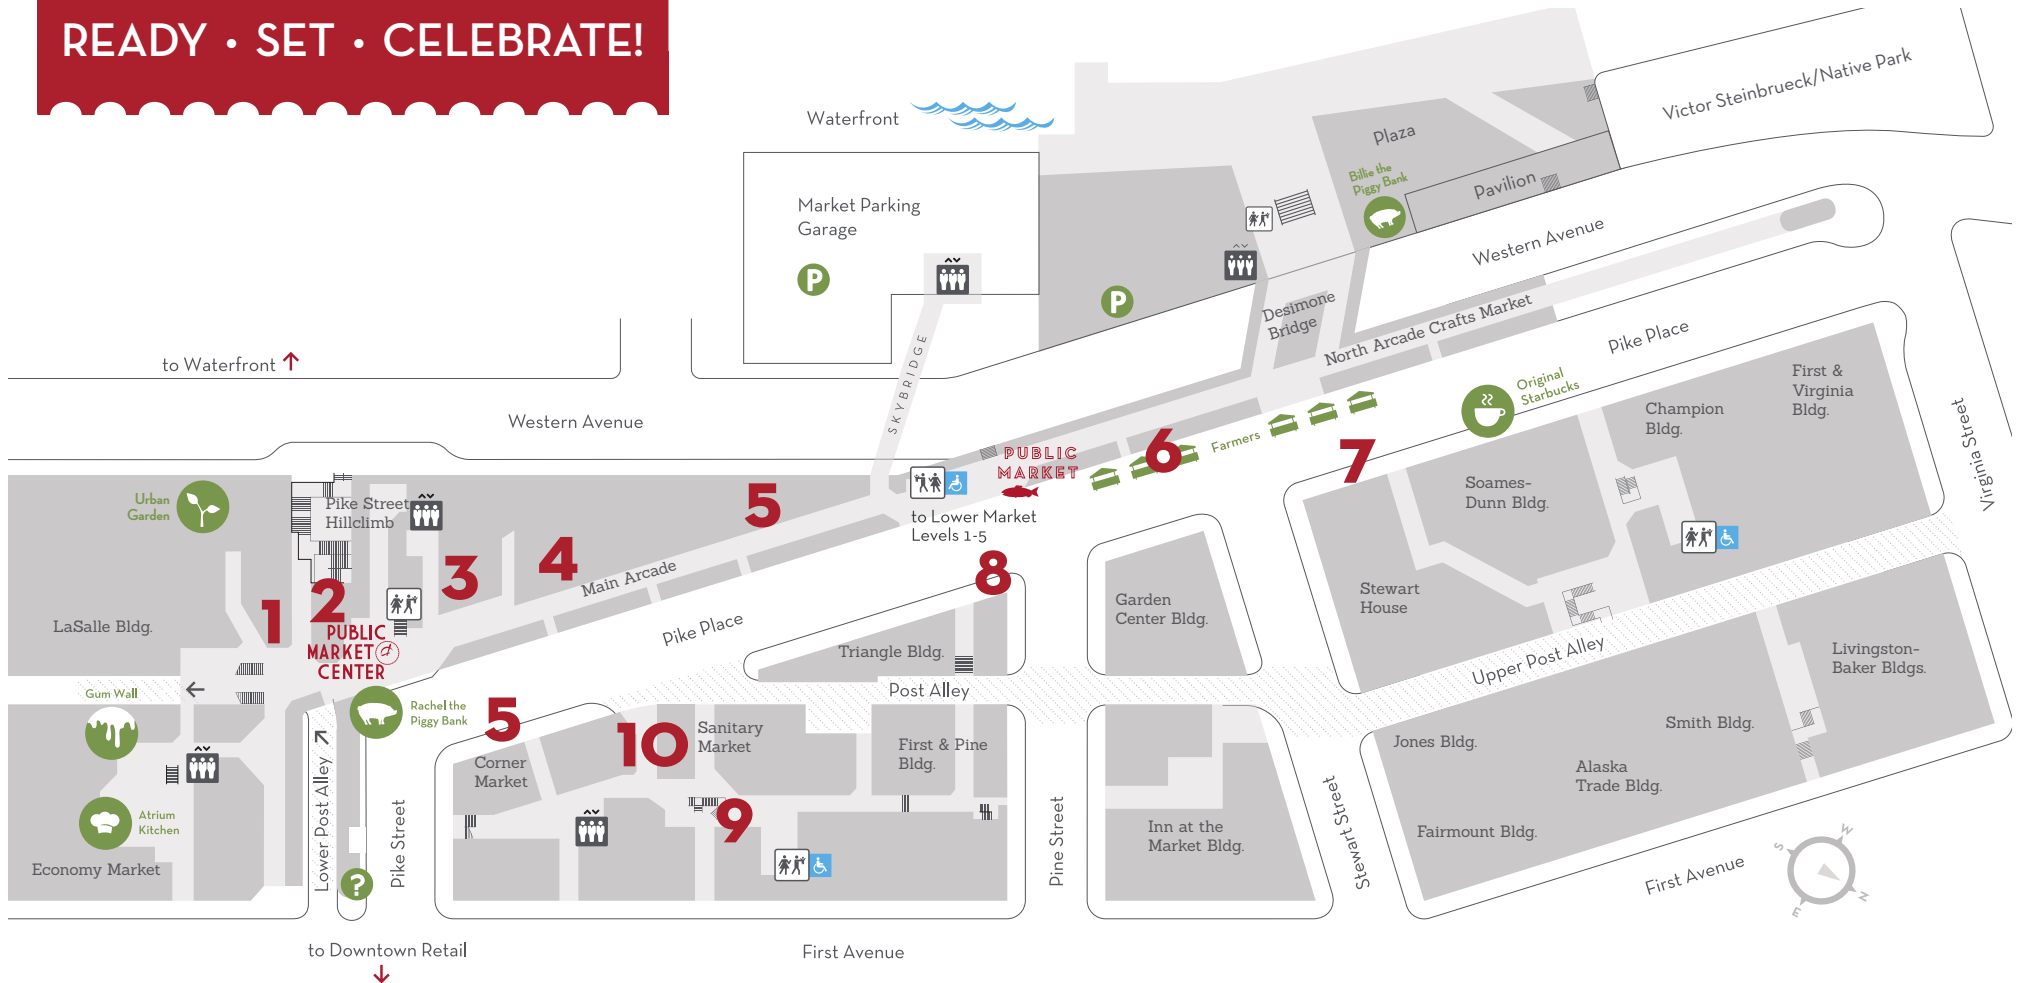 READY • SET • CELEBRATE!
Waterfront
Victor Steinbrueck/Native Park
Plaza
Billie the
Piggy Bank
Pavilion
Market Parking
Garage
P
P
Western Avenue
Desimone
Bridge
North Arcade Crafts Market
Pike Place
SKYBRIDGE
to Waterfront
Western Avenue
Original
Starbucks
First &
Virginia
Bldg.
Champion
Bldg.
Virginia Street
Farmers
6
7
PUBLIC
MARKET
to Lower Market
Levels 1-5
Soames-
Dunn Bldg.
Urban
Garden
Pike Street
Hillclimb
5
4
3
2
1
8
Main Arcade
Pike Place
LaSalle Bldg.
PUBLIC
MARKET
CENTER
Stewart
House
Garden
Center Bldg.
Triangle Bldg.
Post Alley
Upper Post Alley
Livingston-
Baker Bldgs.
Gum Wall
Rachel the
Piggy Bank
5
10
Sanitary
Market
Corner
Market
First & Pine
Bldg.
9
Smith Bldg.
Jones Bldg.
Alaska
Trade Bldg.
Fairmount Bldg.
Inn at the
Market Bldg.
Atrium
Kitchen
Economy Market
Lower Post Alley
?
Pike Street
Pine Street
Stewart Street
First Avenue
S
W
E
N
to Downtown Retail
First Avenue